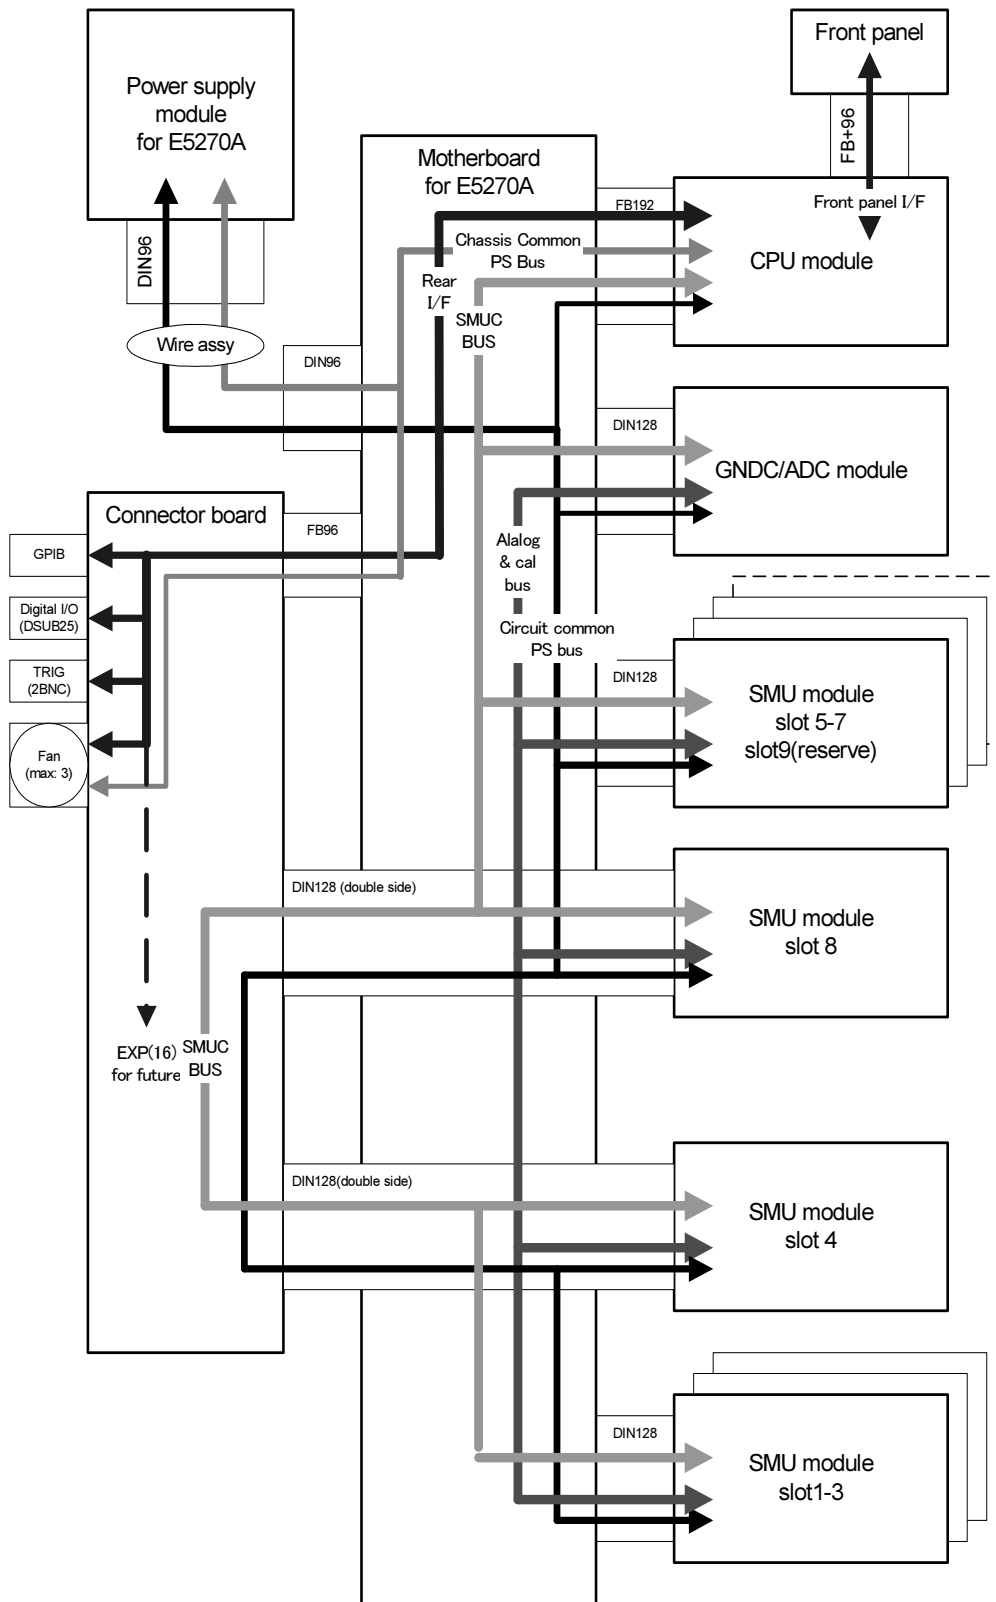 Front panel
Power supply
module
for E5270A
FB+96
Motherboard
for E5270A
FB192
Front panel I/F
DIN96
Chassis Common
PS Bus
CPU module
Rear
I/F
SMUC
BUS
Wire assy
DIN96
DIN128
GNDC/ADC module
Connector board
FB96
GPIB
Alalog
& cal
bus
Digital I/O
(DSUB25)
Circuit common
PS bus
TRIG
(2BNC)
DIN128
SMU module
slot 5-7
slot9(reserve)
Fan
(max: 3)
DIN128 (double side)
SMU module
slot 8
EXP(16)
for future
SMUC
BUS
DIN128(double side)
SMU module
slot 4
DIN128
SMU module
slot1-3